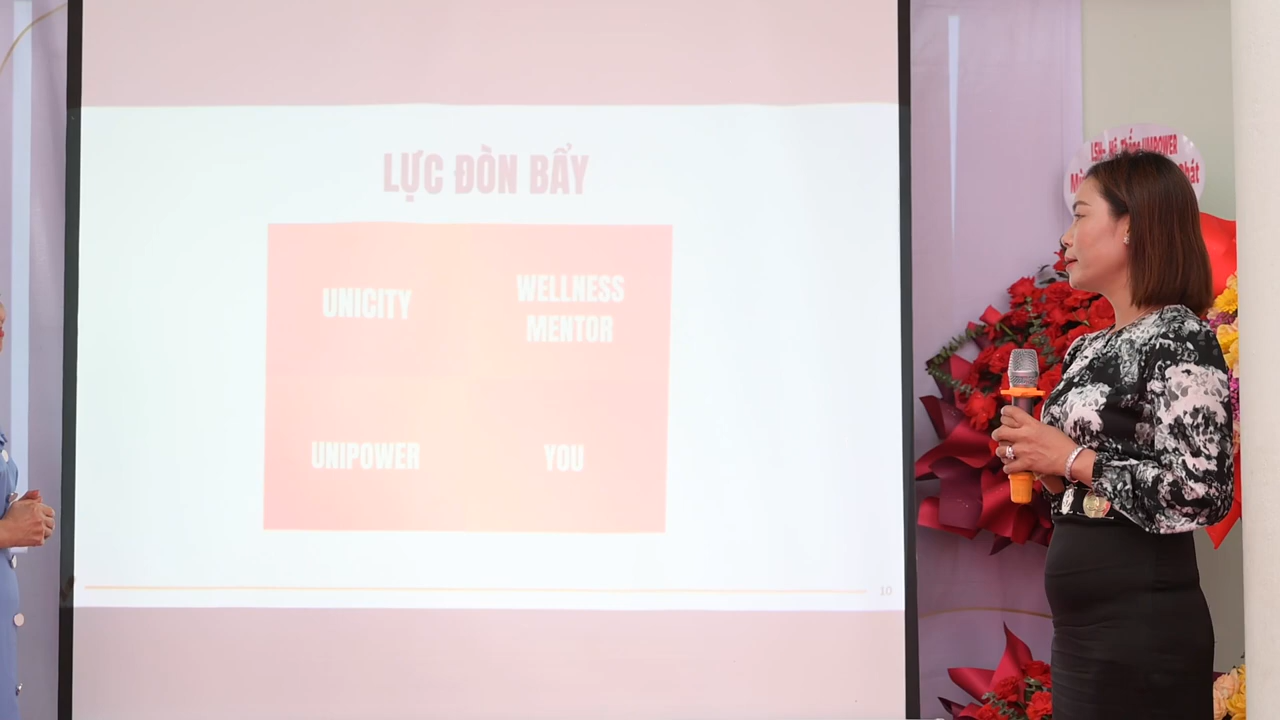 LỰC ĐÒN BẨY
UNICITY
WELLNESS
MENTOR
UNIPOWER
YOU
10